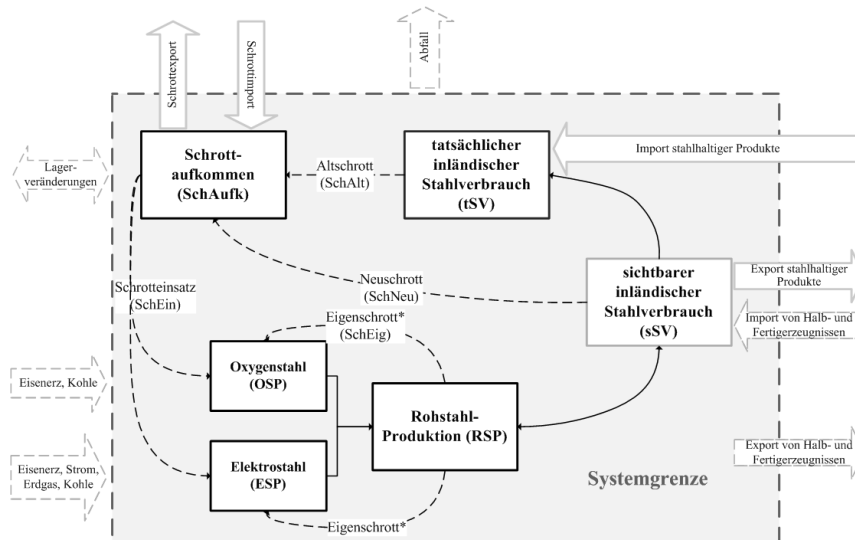 Schrottexport
Schrottimport
Abfall
Lager-
veränderungen
Schrott-
aufkommen
(SchAufk)
Altschrott
(SchAlt)
tatsächlicher
inländischer
Stahlverbrauch
(tSV)
Import stahlhaltiger Produkte
Schrotteinsatz
(SchEin)
Neuschrott
(SchNeu)
sichtbarer
inländischer
Stahlverbrauch
(sSV)
Export stahlhaltiger
Produkte
Import von Halb- und
Fertigerzeugnissen
Eigenschrott*
(SchEig)
Eisenerz, Kohle
Oxygenstahl
(OSP)
Rohstahl-
Produktion (RSP)
Eisenerz, Strom,
Erdgas, Kohle
Elektrostahl
(ESP)
Export von Halb- und
Fertigerzeugnissen
Systemgrenze
Eigenschrott*